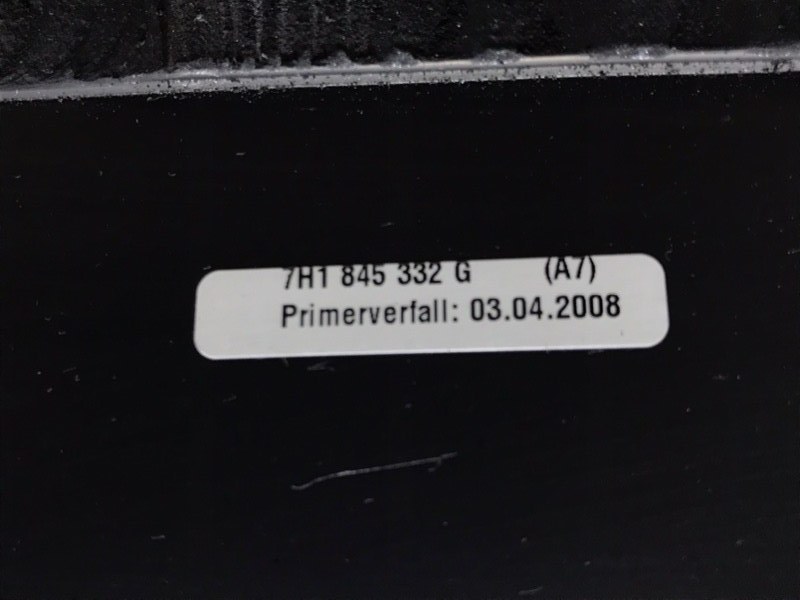 7H1 845 332 G (A7)
Primerverfall: 03.04.2008